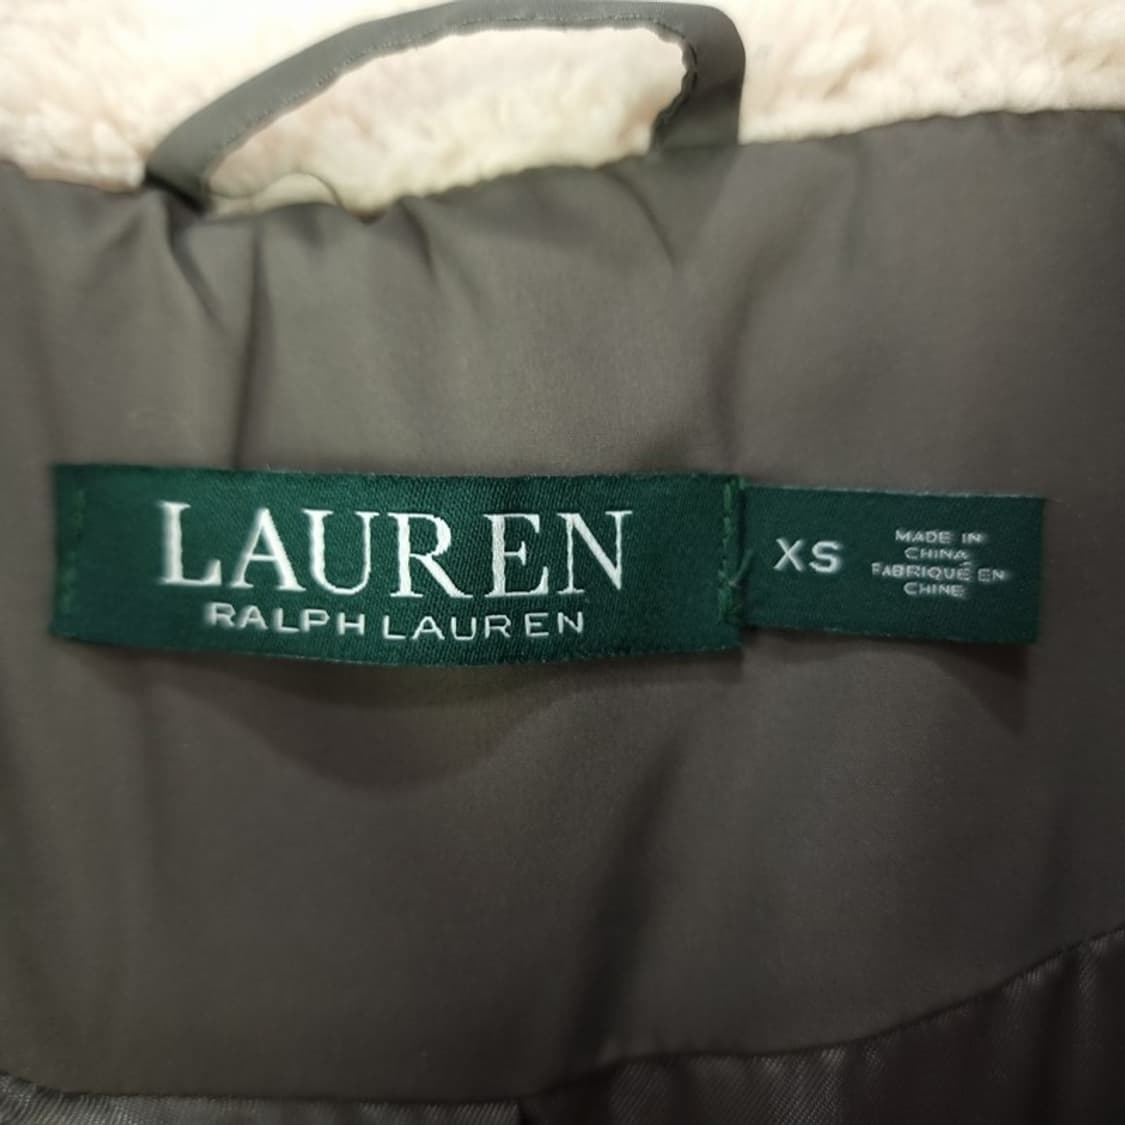 LAUREN
RALPH LAUREN
XS
MADE IN
CHINA
FABRIQUÉ EN
CHINE